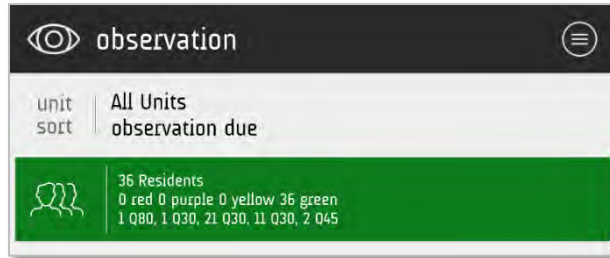 observation
unit
sort
All Units
observation due
36 Residents
0 red 0 purple 0 yellow 36 green
1 Q80, 1 Q30, 21 Q30, 11 Q30, 2 Q45